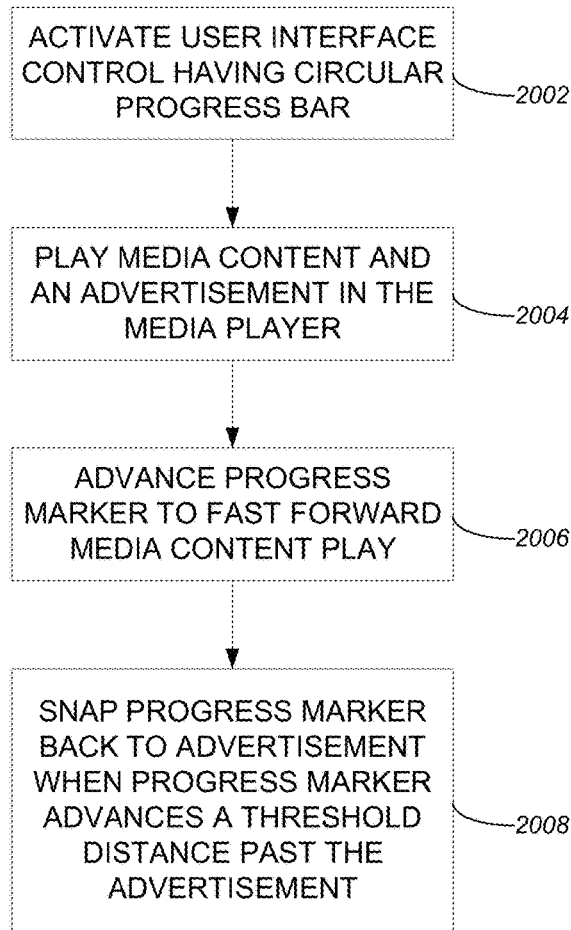 ACTIVATE USER INTERFACE
CONTROL HAVING CIRCULAR
PROGRESS BAR
2002
PLAY MEDIA CONTENT AND
AN ADVERTISEMENT IN THE
MEDIA PLAYER
2004
ADVANCE PROGRESS
MARKER TO FAST FORWARD
MEDIA CONTENT PLAY
2006
SNAP PROGRESS MARKER
BACK TO ADVERTISEMENT
WHEN PROGRESS MARKER
ADVANCES A THRESHOLD
DISTANCE PAST THE
ADVERTISEMENT
2008